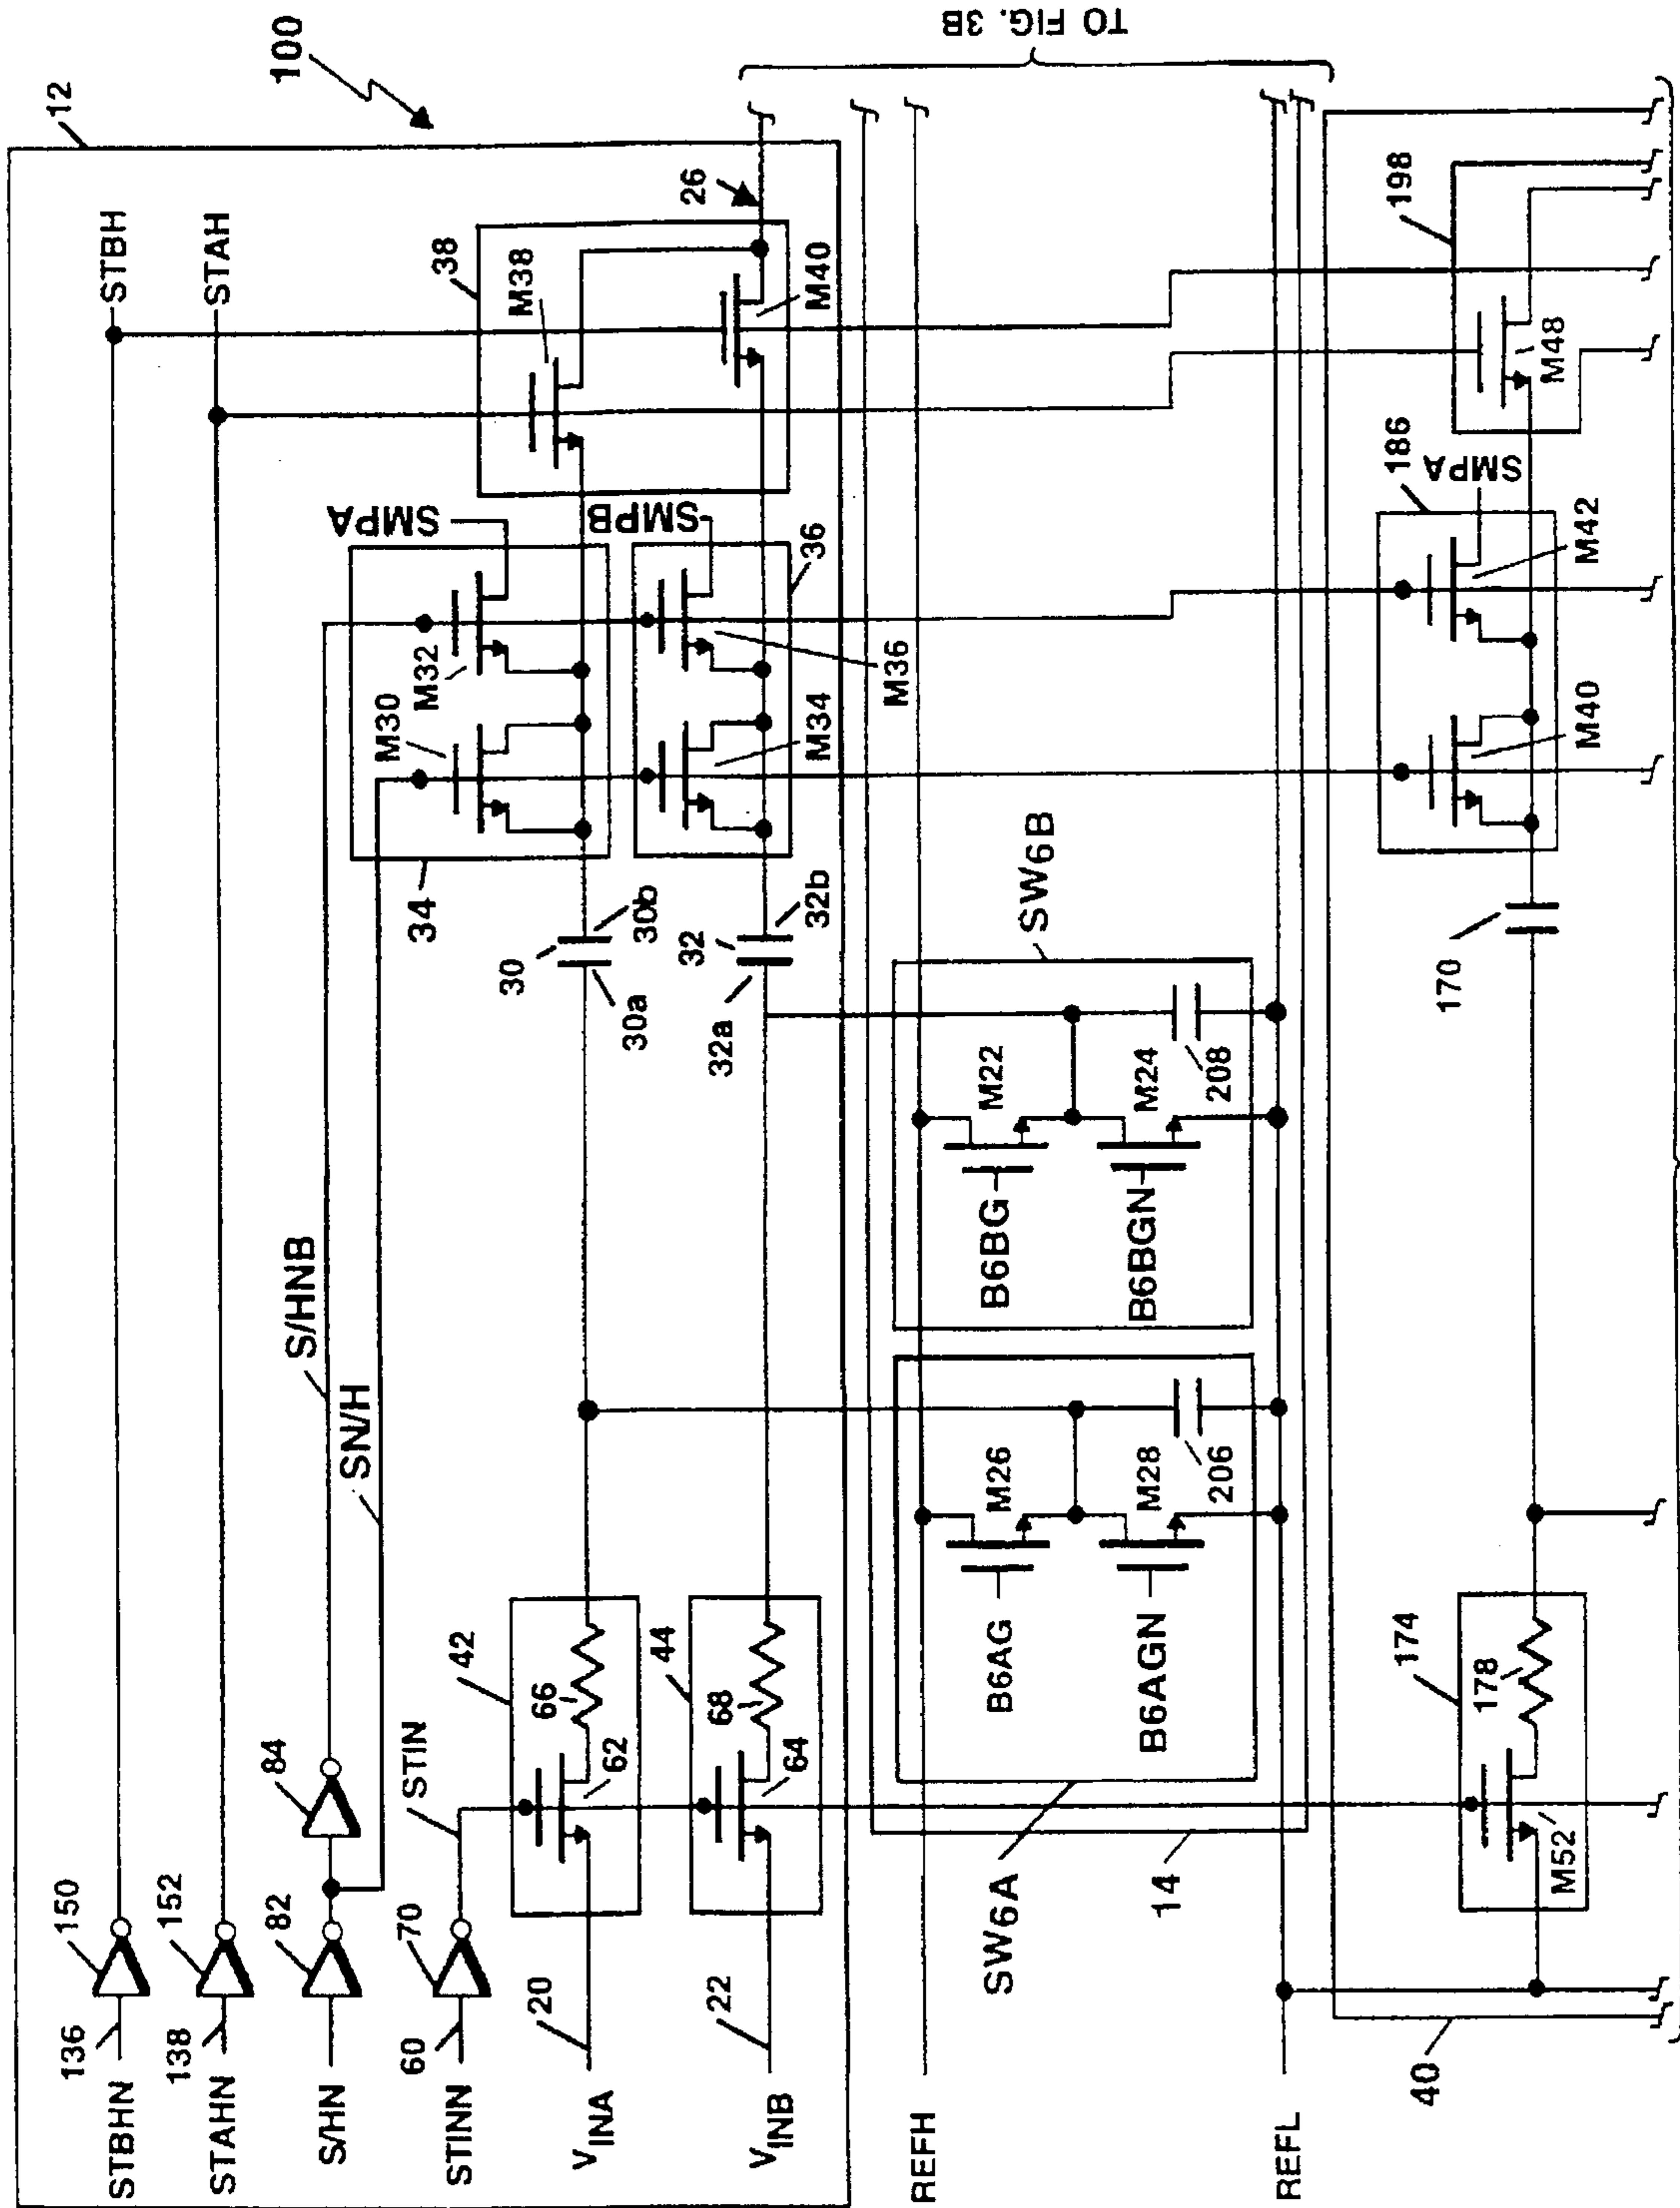 100
12
STBHN
136
150
STBH
STAHN
138
152
STAH
S/HN
82
84
S/HNB
SN/H
STINN
60
70
STIN
VINA
20
42
66
62
VINB
22
44
68
64
30
30a
30b
32
32a
32b
34
M30
M32
SMPA
36
M34
M36
SMPB
38
M38
M40
26
REFH
REFL
14
SW6A
B6AG
B6AGN
M26
M28
206
SW6B
B6BG
B6BGN
M22
M24
208
TO FIG. 3B
40
174
178
M52
170
186
M40
M42
SMPA
198
M48